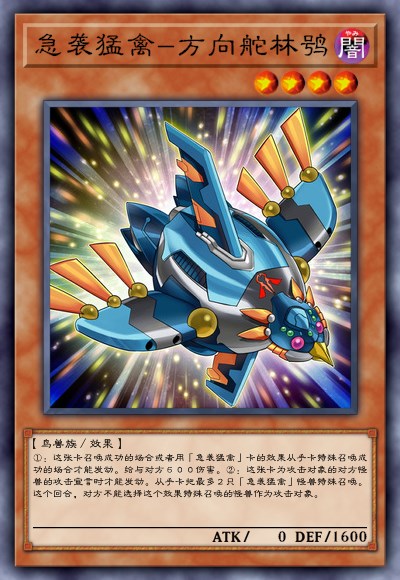 急袭猛禽-方向舵林鸮
闇
やみ
【鸟兽族/效果】
①：这张卡召唤成功的场合或者用「急袭猛禽」卡的效果从手卡特殊召唤成
功的场合才能发动。给与对方600伤害。②：这张卡为攻击对象的对方怪
兽的攻击宣言时才能发动。从手卡把最多2只「急袭猛禽」怪兽特殊召唤。
这个回合，对方不能选择这个效果特殊召唤的怪兽作为攻击对象。
ATK/ 0 DEF/1600